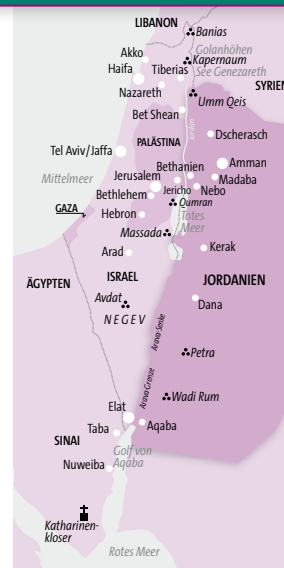 LIBANON
Banias
Golanhöhen
Akko
Kapernaum
Haifa
Tiberias
See Genezareth
Nazareth
SYRIEN
Umm Qeis
Bet Shean
Jordan
Dscherasch
PALÄSTINA
Tel Aviv/Jaffa
Bethanien
Amman
Mittelmeer
Jerusalem
Madaba
Jericho
Nebo
Bethlehem
Qumran
GAZA
Hebron
Totes
Meer
Massada
Arad
Kerak
ÄGYPTEN
ISRAEL
JORDANIEN
Avdat
Dana
NEGEV
Arava-Senke
Petra
Arava Grenze
Wadi Rum
Elat
Taba
Aqaba
SINAI
Golf von
Aqaba
Nuweiba
Katharinen-
kloser
Rotes Meer